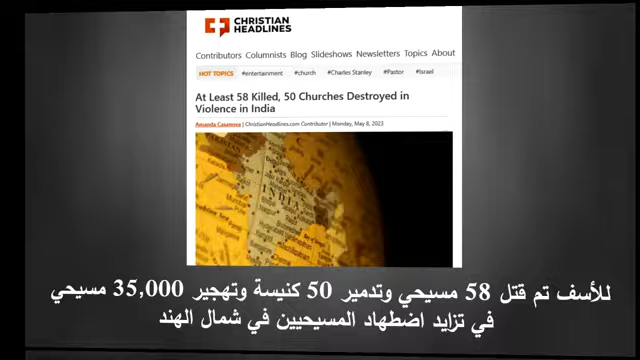 CHRISTIAN
HEADLINES
Contributors Columnists Blog Slideshows Newsletters Topics About
HOT TOPICS #entertainment #church #Charles Stanley #Pastor #Israel
At Least 58 Killed, 50 Churches Destroyed in
Violence in India
Amanda Casanova | ChristianHeadlines.com Contributor | Monday, May 8, 2023
INDIA
للأسف تم قتل 58 مسيحي وتدمير 50 كنيسة وتهجير 35,000 مسيحي
في تزايد اضطهاد المسيحيين في شمال الهند